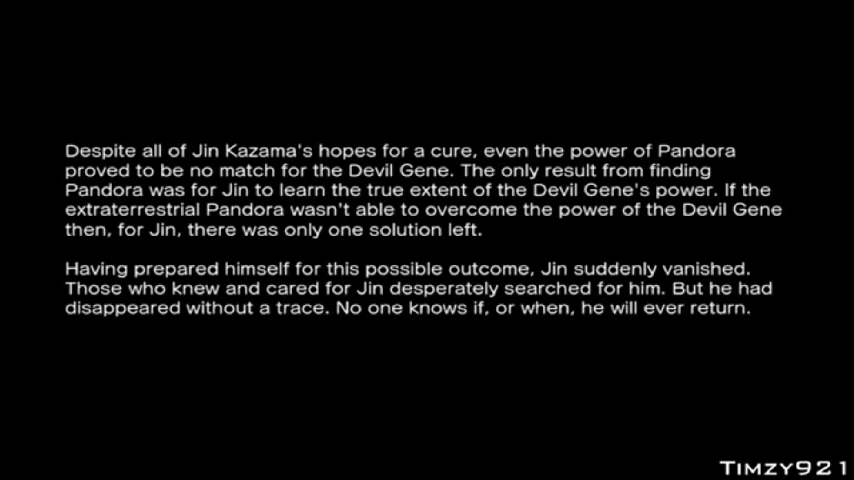 Despite all of Jin Kazama's hopes for a cure, even the power of Pandora
proved to be no match for the Devil Gene. The only result from finding
Pandora was for Jin to learn the true extent of the Devil Gene's power. If the
extraterrestrial Pandora wasn't able to overcome the power of the Devil Gene
then, for Jin, there was only one solution left.
Having prepared himself for this possible outcome, Jin suddenly vanished.
Those who knew and cared for Jin desperately searched for him. But he had
disappeared without a trace. No one knows if, or when, he will ever return.
Timzy921